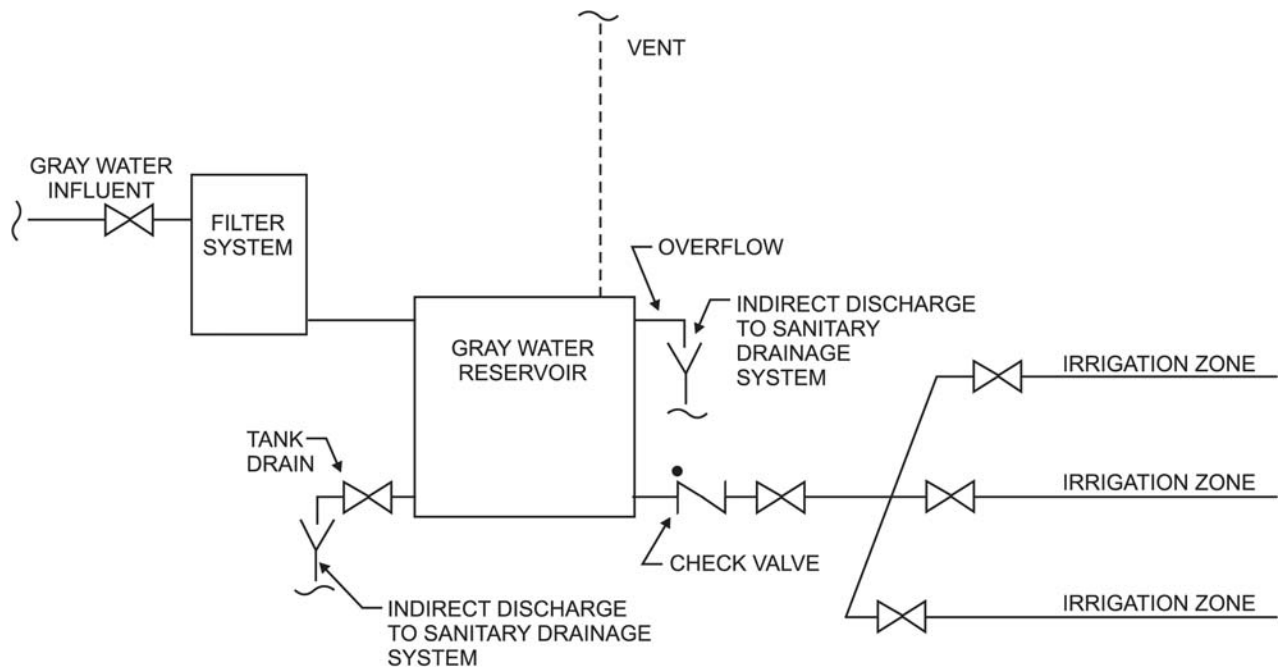 VENT
GRAY WATER
INFLUENT
FILTER
SYSTEM
OVERFLOW
INDIRECT DISCHARGE
TO SANITARY
DRAINAGE
SYSTEM
GRAY WATER
RESERVOIR
IRRIGATION ZONE
TANK
DRAIN
IRRIGATION ZONE
CHECK VALVE
IRRIGATION ZONE
INDIRECT DISCHARGE
TO SANITARY DRAINAGE
SYSTEM